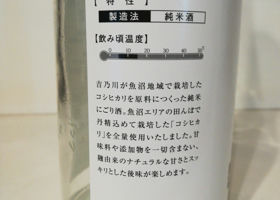 【特性】
製造法 純米酒
【飲み頃温度】
0 10 20 30 40 50
吉乃川が魚沼地域で栽培した
コシヒカリを原料につくった純米
にごり酒。魚沼エリアの田んぼで
丹精込めて栽培した「コシヒカ
リ」を全量使用いたしました。甘
味料や添加物を一切含まない、
麹由来のナチュラルな甘さとスッ
キリとした後味が楽しめます。